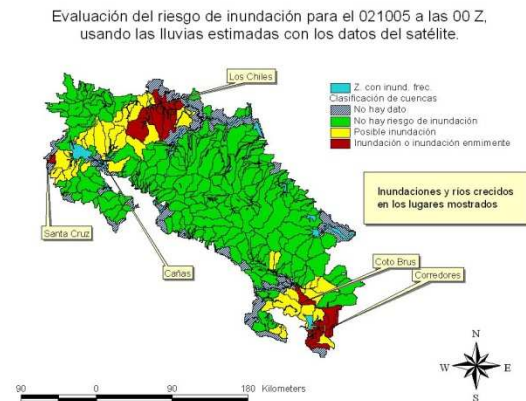 Evaluación del riesgo de inundación para el 021005 a las 00 Z,
usando las lluvias estimadas con los datos del satélite.
Los Chiles
Z. con inund. frec.
Clasificación de cuencas
No hay dato
No hay riesgo de inundación
Posible inundación
Inundación o inundación enmimente
Inundaciones y ríos crecidos
en los lugares mostrados
Santa Cruz
Cañas
Coto Brus
Corredores
N
W E
S
90 0 90 180 Kilometers